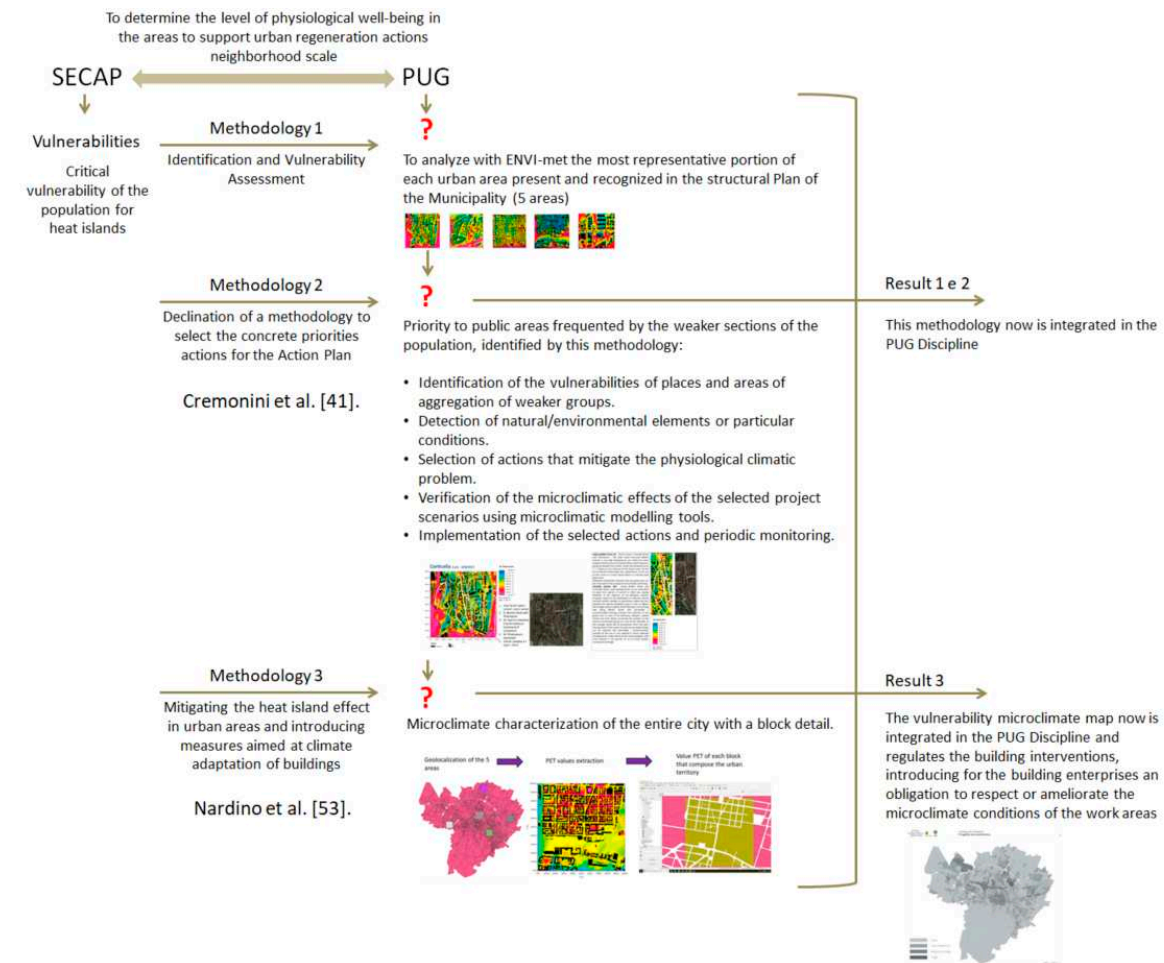 To determine the level of physiological well-being in
the areas to support urban regeneration actions
neighborhood scale
SECAP
PUG
Vulnerabilities
Critical
vulnerability of the
population for
heat islands
Methodology 1
Identification and Vulnerability
Assessment
?
To analyze with ENVI-met the most representative portion of
each urban area present and recognized in the structural Plan of
the Municipality (5 areas)
Methodology 2
Declination of a methodology to
select the concrete priorities
actions for the Action Plan
Cremonini et al. [41].
?
Priority to public areas frequented by the weaker sections of the
population, identified by this methodology:
• Identification of the vulnerabilities of places and areas of
aggregation of weaker groups.
• Detection of natural/environmental elements or particular
conditions.
• Selection of actions that mitigate the physiological climatic
problem.
• Verification of the microclimatic effects of the selected project
scenarios using microclimatic modelling tools.
• Implementation of the selected actions and periodic monitoring.
Result 1 e 2
This methodology now is integrated in the
PUG Discipline
Methodology 3
Mitigating the heat island effect
in urban areas and introducing
measures aimed at climate
adaptation of buildings
Nardino et al. [53].
?
Microclimate characterization of the entire city with a block detail.
Geolocalization of the 5
areas
PET values extraction
Value PET of each block
that compose the urban
territory
Result 3
The vulnerability microclimate map now is
integrated in the PUG Discipline and
regulates the building interventions,
introducing for the building enterprises an
obligation to respect or ameliorate the
microclimate conditions of the work areas